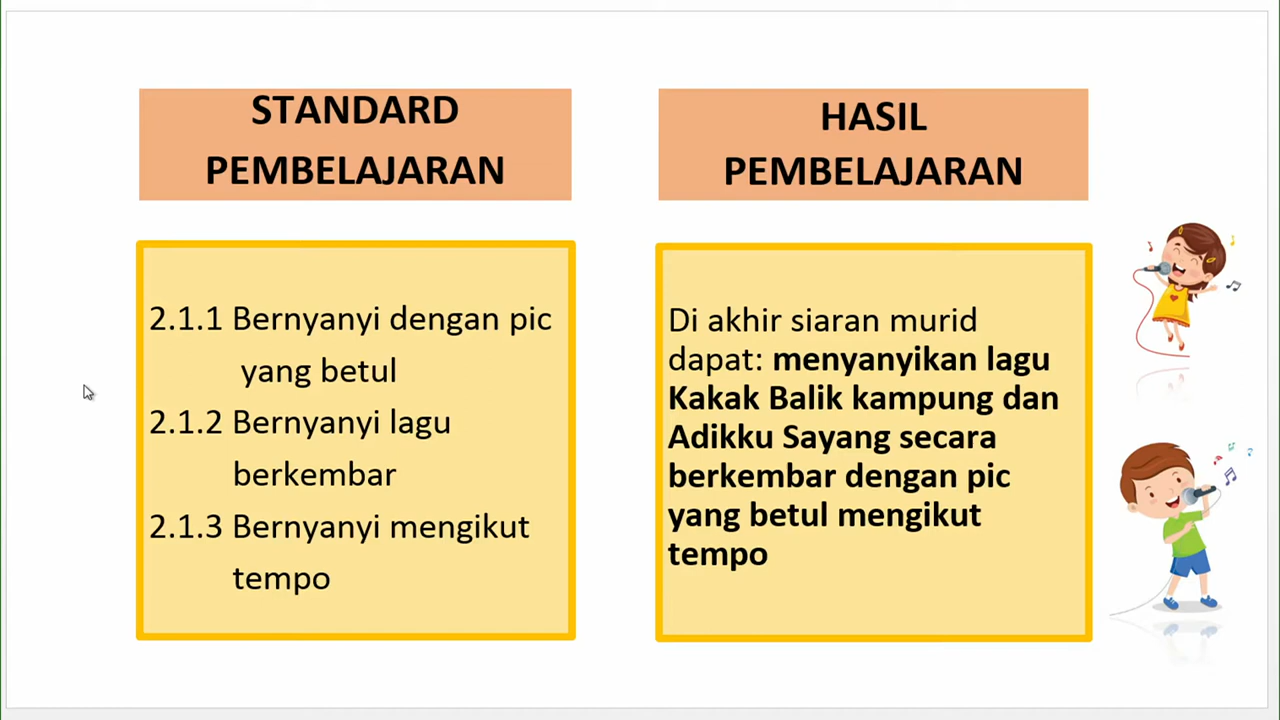 STANDARD
PEMBELAJARAN
2.1.1 Bernyanyi dengan pic
yang betul
2.1.2 Bernyanyi lagu
berkembar
2.1.3 Bernyanyi mengikut
tempo
HASIL
PEMBELAJARAN
Di akhir siaran murid
dapat: menyanyikan lagu
Kakak Balik kampung dan
Adikku Sayang secara
berkembar dengan pic
yang betul mengikut
tempo